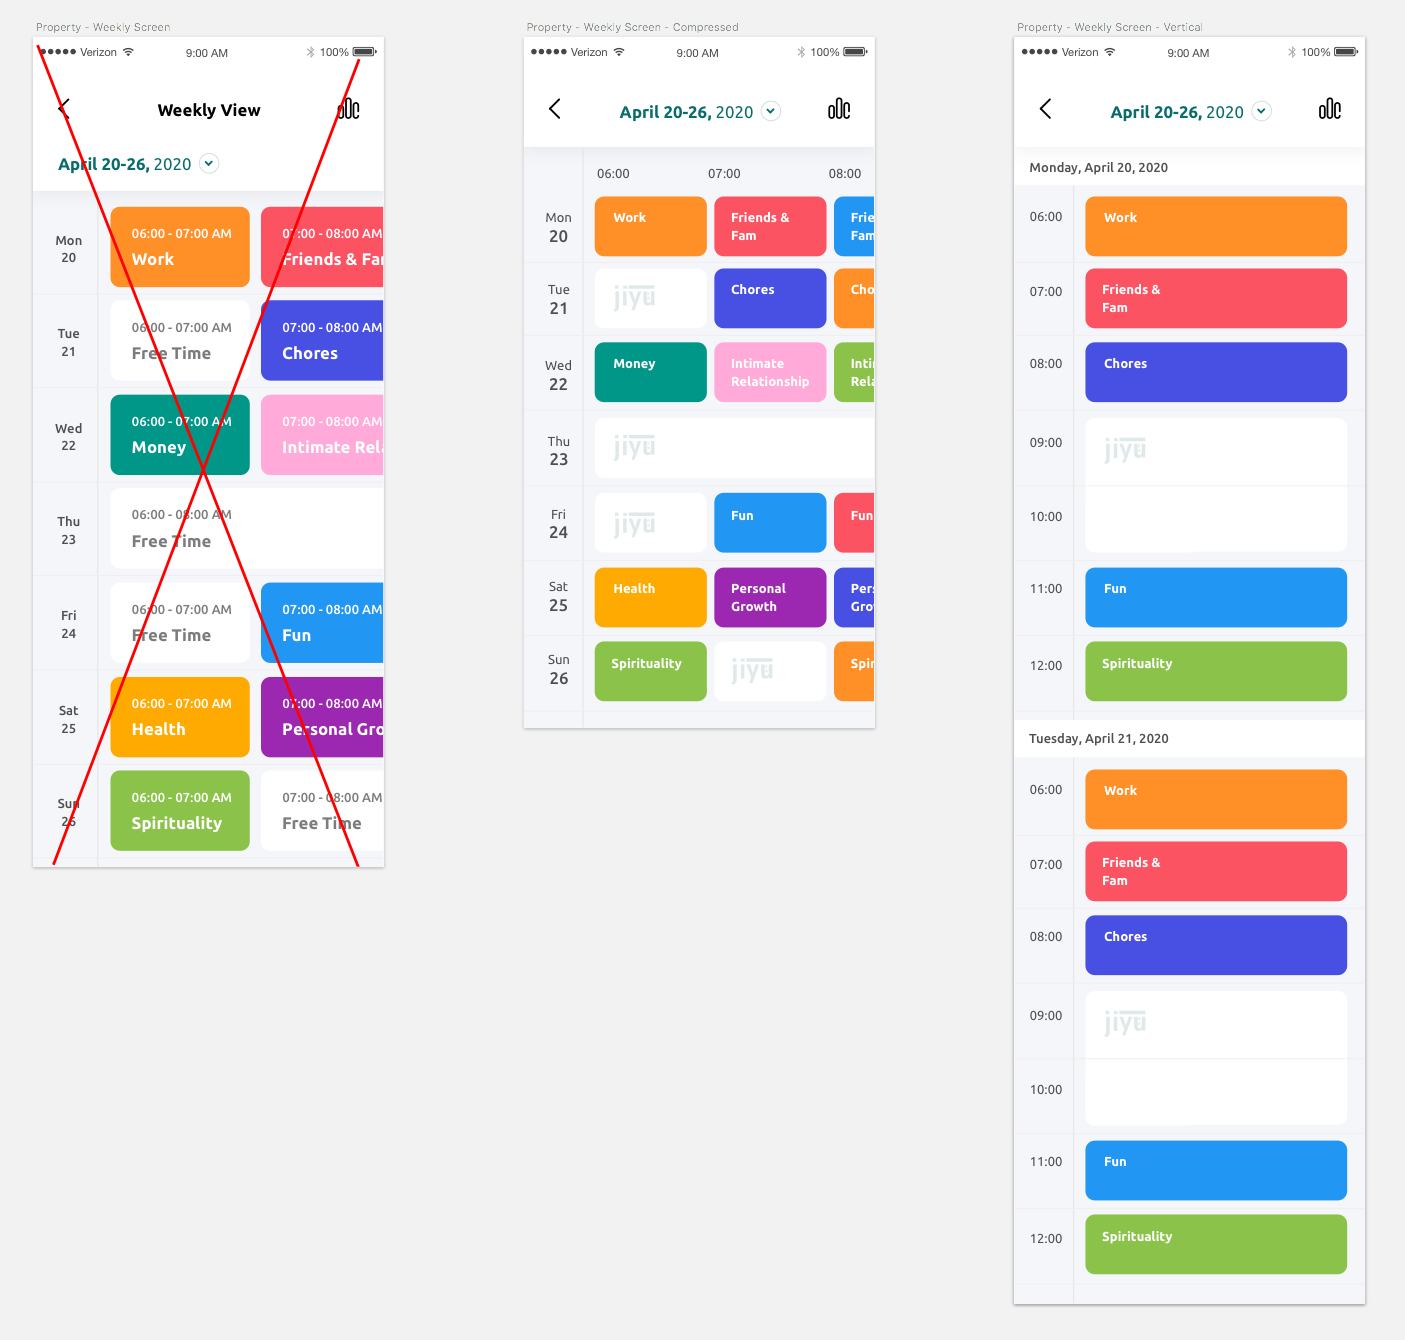 Property - Weekly Screen
Verizon 9:00 AM 100%
Weekly View
April 20-26, 2020
Mon
20
06:00 - 07:00 AM
Work
07:00 - 08:00 AM
Friends & Fam
Tue
21
06:00 - 07:00 AM
Free Time
07:00 - 08:00 AM
Chores
Wed
22
06:00 - 07:00 AM
Money
07:00 - 08:00 AM
Intimate Rela
Thu
23
06:00 - 08:00 AM
Free Time
Fri
24
06:00 - 07:00 AM
Free Time
07:00 - 08:00 AM
Fun
Sat
25
06:00 - 07:00 AM
Health
07:00 - 08:00 AM
Personal Gro
Sun
26
06:00 - 07:00 AM
Spirituality
07:00 - 08:00 AM
Free Time
Property - Weekly Screen - Compressed
Verizon 9:00 AM 100%
April 20-26, 2020
06:00 07:00 08:00
Mon
20
Work
Friends &
Fam
Frie
Fam
Tue
21
jiyū
Chores
Cho
Wed
22
Money
Intimate
Relationship
Inti
Rela
Thu
23
jiyū
Fri
24
jiyū
Fun
Fun
Sat
25
Health
Personal
Growth
Pers
Grov
Sun
26
Spirituality
jiyū
Spir
Property - Weekly Screen - Vertical
Verizon 9:00 AM 100%
April 20-26, 2020
Monday, April 20, 2020
06:00
Work
07:00
Friends &
Fam
08:00
Chores
09:00
jiyū
10:00
11:00
Fun
12:00
Spirituality
Tuesday, April 21, 2020
06:00
Work
07:00
Friends &
Fam
08:00
Chores
09:00
jiyū
10:00
11:00
Fun
12:00
Spirituality